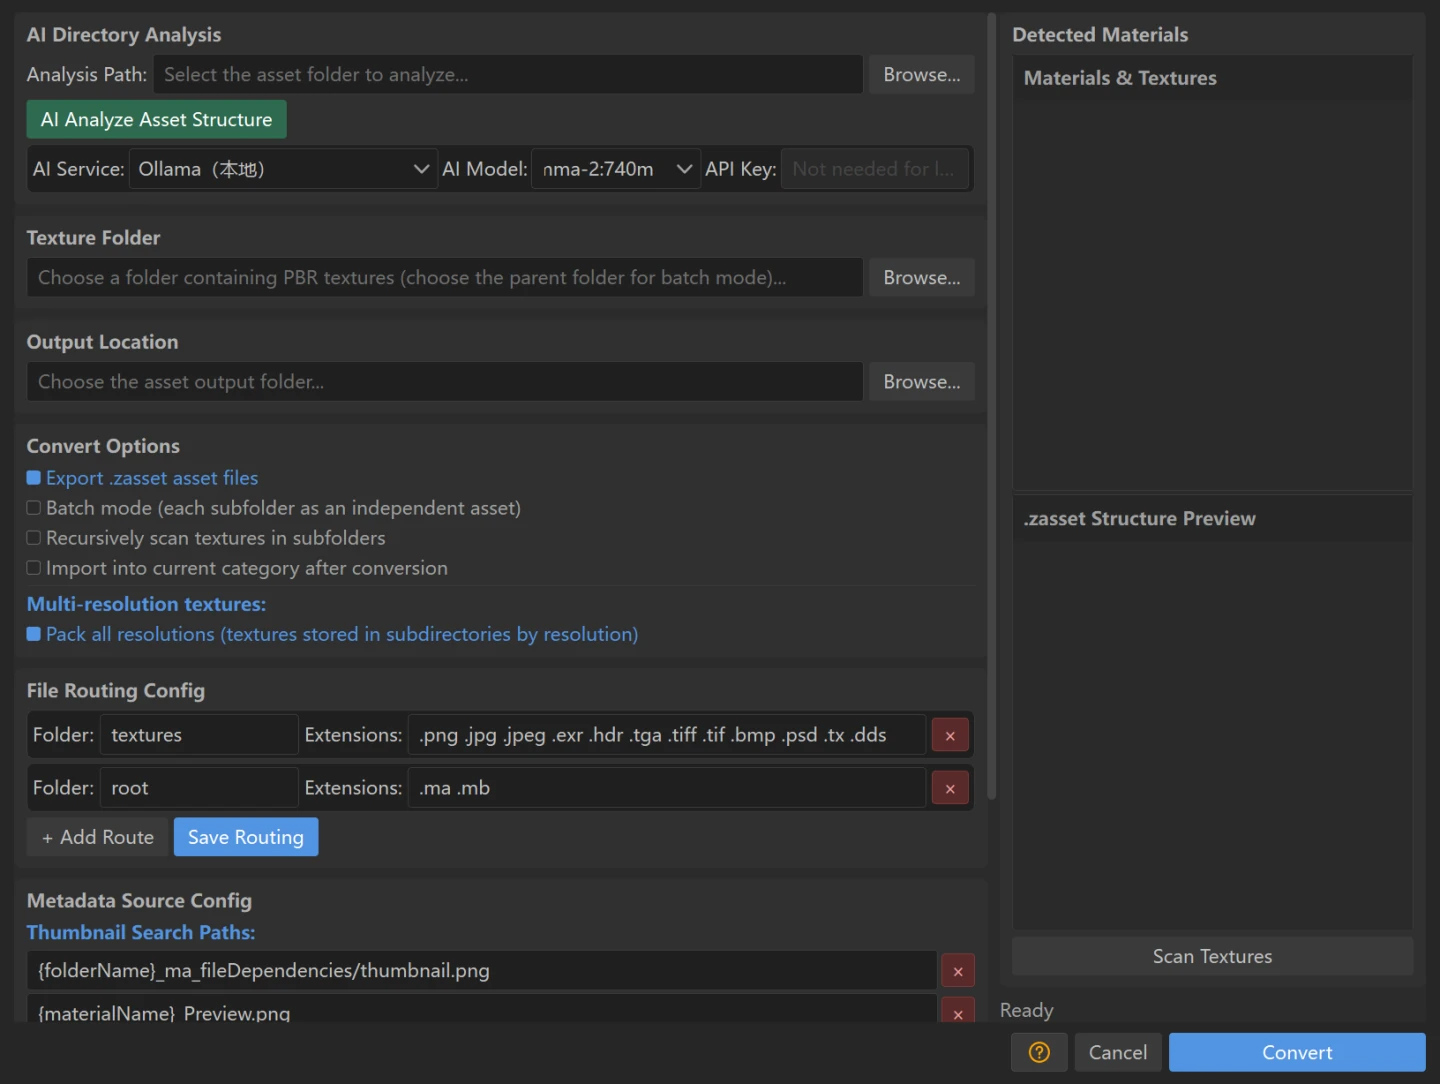 AI Directory Analysis
Analysis Path: Select the asset folder to analyze... Browse...
AI Analyze Asset Structure
AI Service: Ollama（本地） AI Model: mma-2:740m API Key: Not needed for l...
Texture Folder
Choose a folder containing PBR textures (choose the parent folder for batch mode)... Browse...
Output Location
Choose the asset output folder... Browse...
Convert Options
Export .zasset asset files
Batch mode (each subfolder as an independent asset)
Recursively scan textures in subfolders
Import into current category after conversion
Multi-resolution textures:
Pack all resolutions (textures stored in subdirectories by resolution)
File Routing Config
Folder: textures Extensions: .png .jpg .jpeg .exr .hdr .tga .tiff .tif .bmp .psd .tx .dds ×
Folder: root Extensions: .ma .mb ×
+ Add Route Save Routing
Metadata Source Config
Thumbnail Search Paths:
{folderName}_ma_fileDependencies/thumbnail.png ×
{materialName}_Preview.png ×
Detected Materials
Materials & Textures
.zasset Structure Preview
Scan Textures
Ready
? Cancel Convert